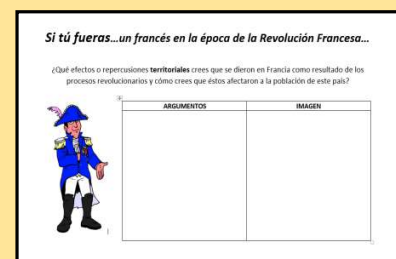 Si tú fueras...un francés en la época de la Revolución Francesa...
¿Qué efectos o repercusiones territoriales crees que se dieron en Francia como resultado de los
procesos revolucionarios y cómo crees que éstos afectaron a la población de este país?
ARGUMENTOS IMAGEN